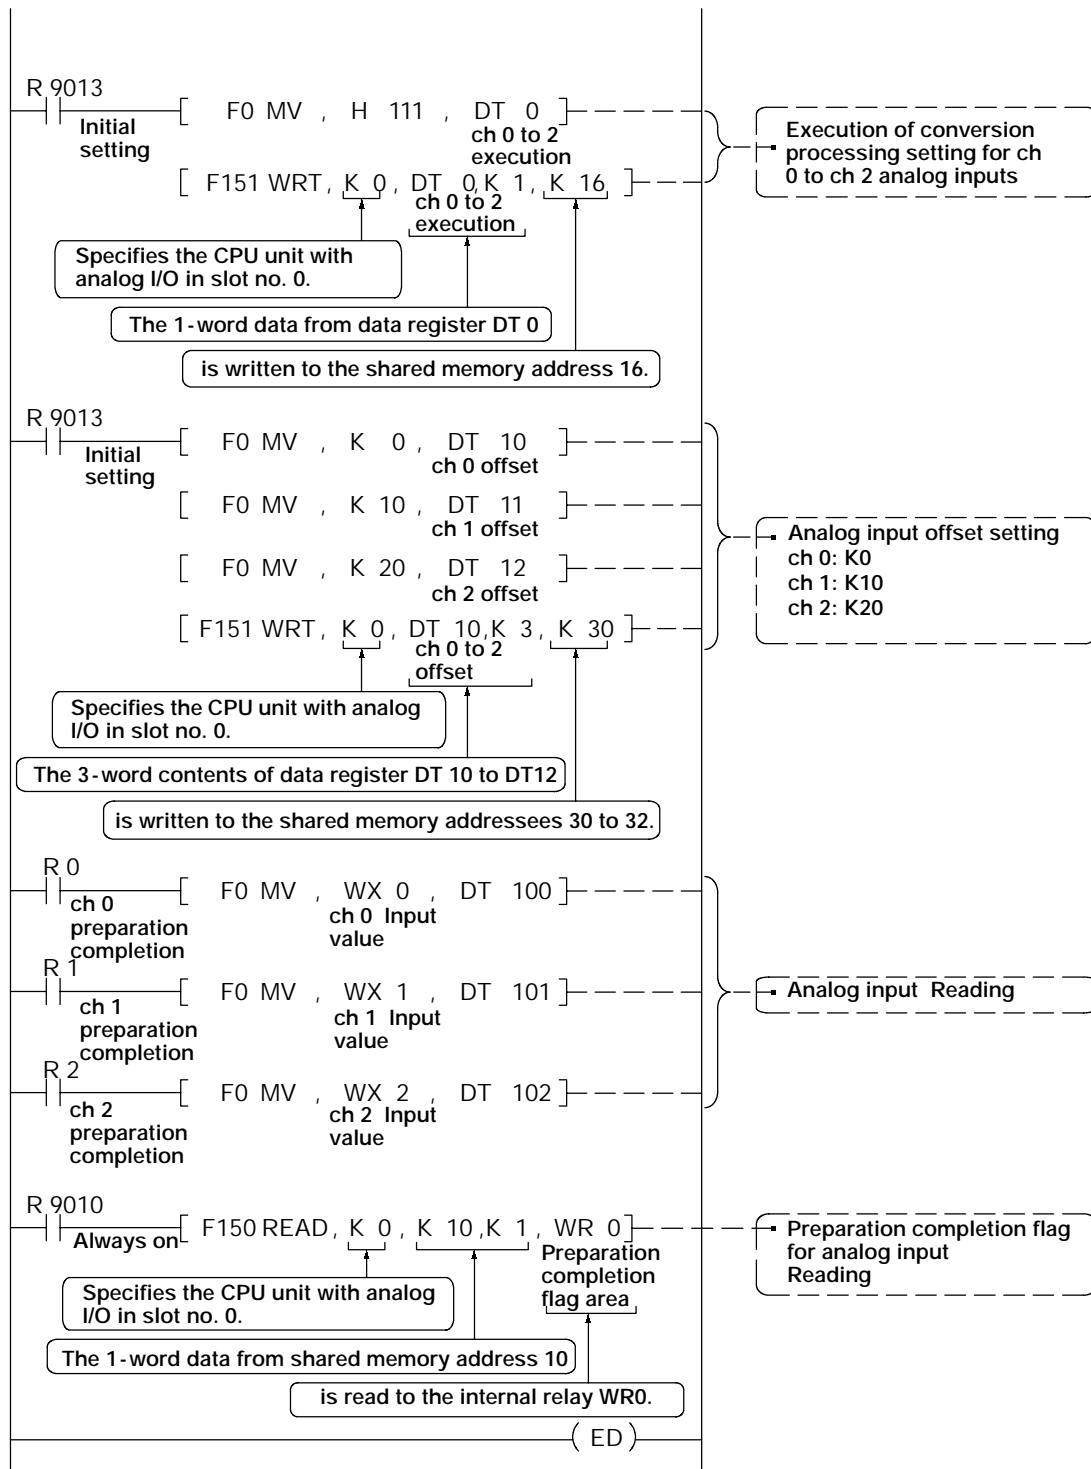 R 9013
Initial
setting
[ F0 MV , H 111 , DT 0 ]
ch 0 to 2
execution
[ F151 WRT, K 0, DT 0,K 1, K 16 ]
ch 0 to 2
execution
Execution of conversion
processing setting for ch
0 to ch 2 analog inputs
Specifies the CPU unit with
analog I/O in slot no. 0.
The 1-word data from data register DT 0
is written to the shared memory address 16.
R 9013
Initial
setting
[ F0 MV , K 0, DT 10 ]
ch 0 offset
[ F0 MV , K 10, DT 11 ]
ch 1 offset
[ F0 MV , K 20, DT 12 ]
ch 2 offset
[ F151 WRT, K 0, DT 10,K 3, K 30 ]
ch 0 to 2
offset
Analog input offset setting
ch 0: K0
ch 1: K10
ch 2: K20
Specifies the CPU unit with analog
I/O in slot no. 0.
The 3-word contents of data register DT 10 to DT12
is written to the shared memory addressees 30 to 32.
R 0
ch 0
preparation
completion
[ F0 MV , WX 0 , DT 100 ]
ch 0 Input
value
R 1
ch 1
preparation
completion
[ F0 MV , WX 1 , DT 101 ]
ch 1 Input
value
Analog input Reading
R 2
ch 2
preparation
completion
[ F0 MV , WX 2 , DT 102 ]
ch 2 Input
value
R 9010
Always on
[ F150 READ, K 0, K 10,K 1, WR 0 ]
Preparation
completion
flag area
Preparation completion flag
for analog input
Reading
Specifies the CPU unit with analog
I/O in slot no. 0.
The 1-word data from shared memory address 10
is read to the internal relay WR0.
( ED )